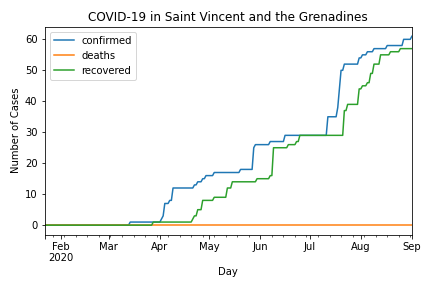 COVID-19 in Saint Vincent and the Grenadines
confirmed
deaths
recovered
Number of Cases
60
50
40
30
20
10
0
Feb Mar Apr May Jun Jul Aug Sep
2020
Day